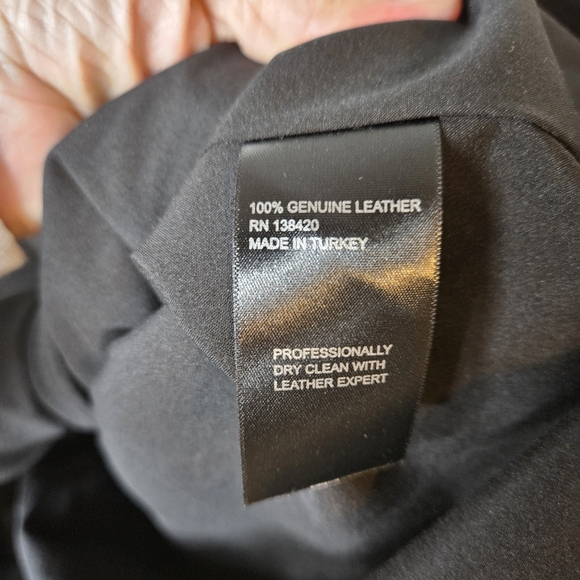 100% GENUINE LEATHER
RN 138420
MADE IN TURKEY
PROFESSIONALLY
DRY CLEAN WITH
LEATHER EXPERT